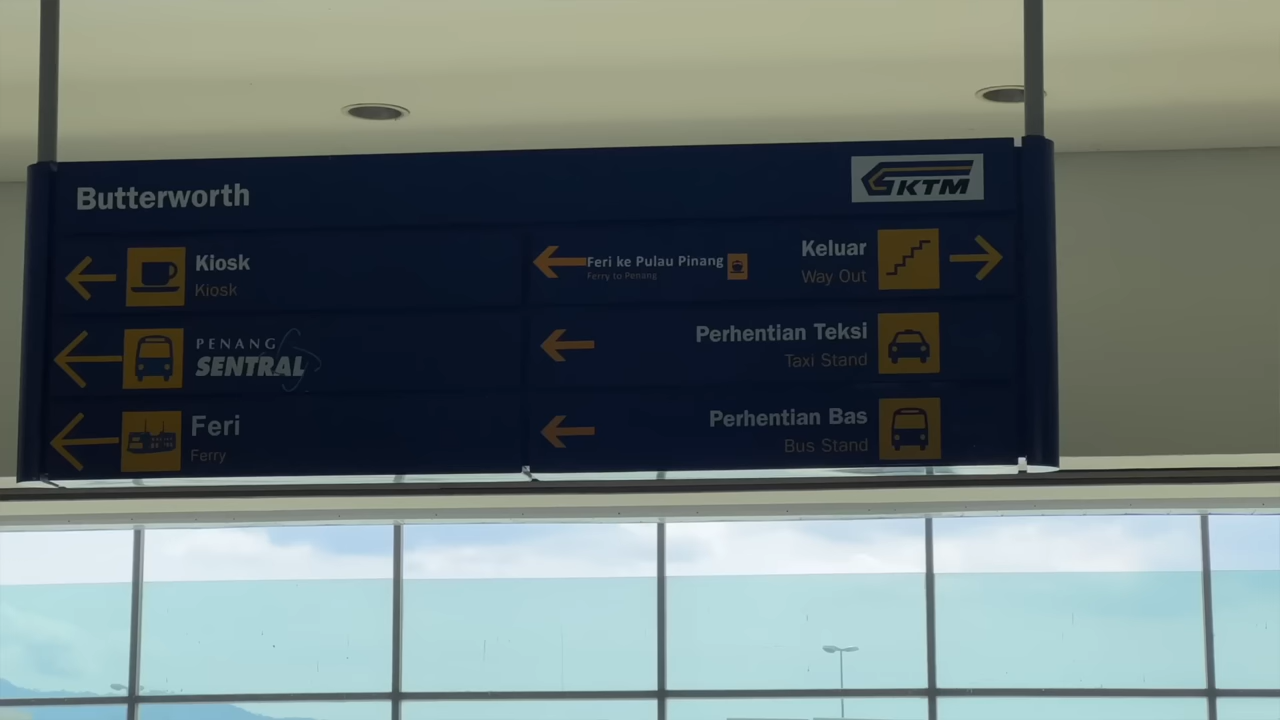 Butterworth
KTM
Kiosk
Kiosk
PENANG
SENTRAL
Feri
Ferry
Feri ke Pulau Pinang
Ferry to Penang
Keluar
Way Out
Perhentian Teksi
Taxi Stand
Perhentian Bas
Bus Stand